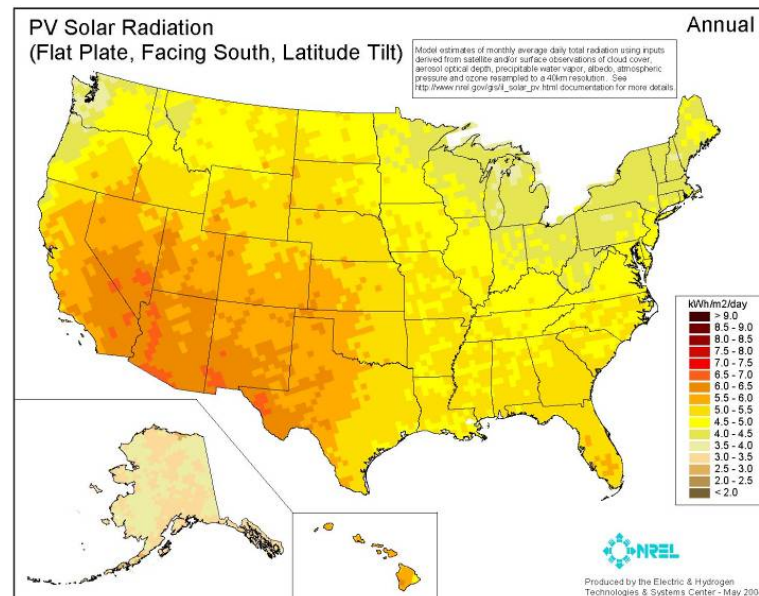 PV Solar Radiation
(Flat Plate, Facing South, Latitude Tilt)
Annual
Model estimates of monthly average daily total radiation using inputs
derived from satellite and/or surface observations of cloud cover,
aerosol optical depth, precipitable water vapor, albedo, atmospheric
pressure and ozone resampled to a 40km resolution. See
http://www.nrel.gov/gis/il_solar_pv.html documentation for more details.
kWh/m2/day
> 9.0
8.5 - 9.0
8.0 - 8.5
7.5 - 8.0
7.0 - 7.5
6.5 - 7.0
6.0 - 6.5
5.5 - 6.0
5.0 - 5.5
4.5 - 5.0
4.0 - 4.5
3.5 - 4.0
3.0 - 3.5
2.5 - 3.0
2.0 - 2.5
< 2.0
NREL
Produced by the Electric & Hydrogen
Technologies & Systems Center - May 200